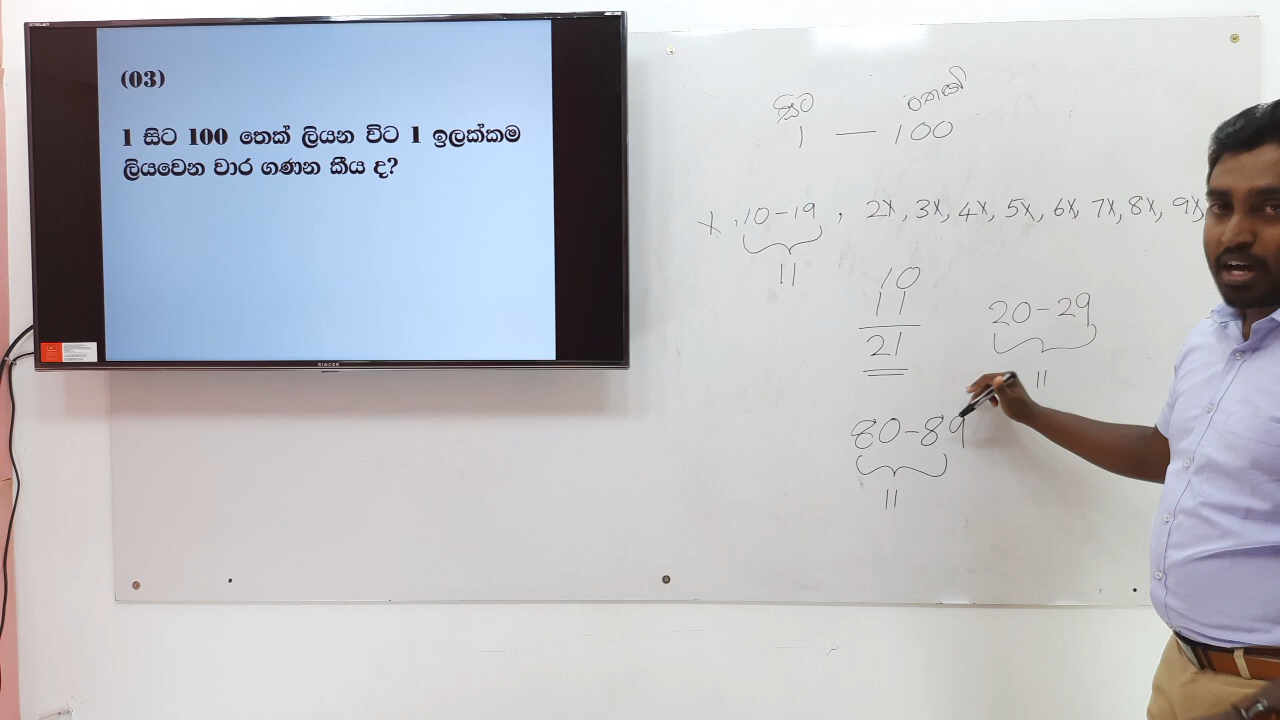 (03)
1 සිට 100 තෙක් ලියන විට 1 ඉලක්කම
ලියවෙන වාර ගණන කීය ද?
SINGER
සිට තෙක්
1 — 100
x, 10-19, 2x, 3x, 4x, 5x, 6x, 7x, 8x, 9x,
11
10
11
21
20-29
11
80-89
11